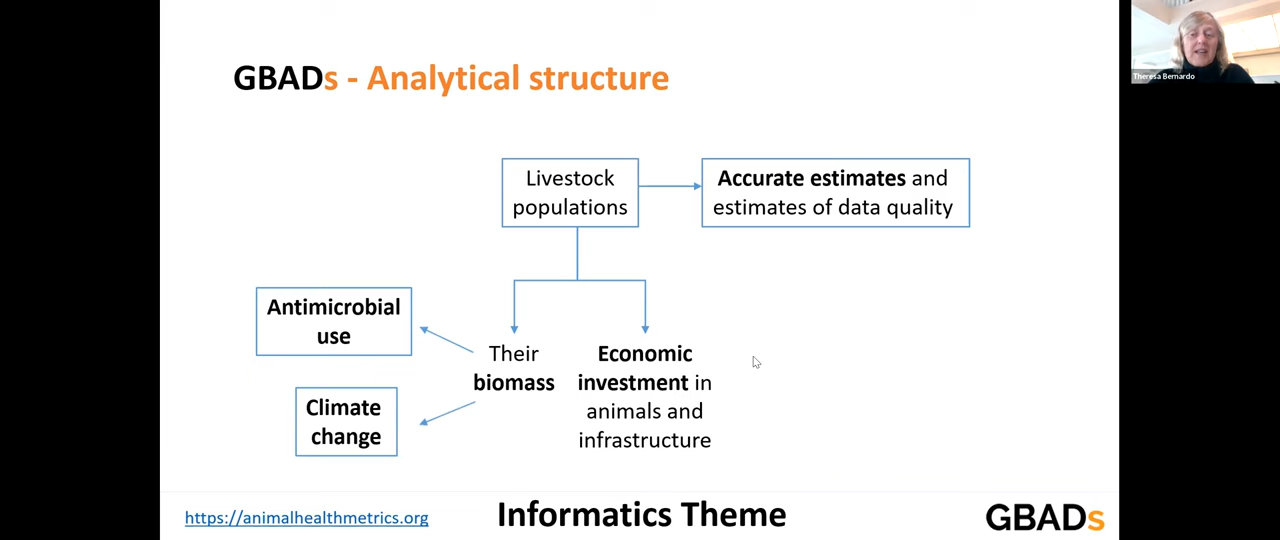 GBADs - Analytical structure
Theresa Bernardo
Livestock
populations
Accurate estimates and
estimates of data quality
Antimicrobial
use
Their
biomass
Economic
investment in
animals and
infrastructure
Climate
change
https://animalhealthmetrics.org
Informatics Theme
GBADs